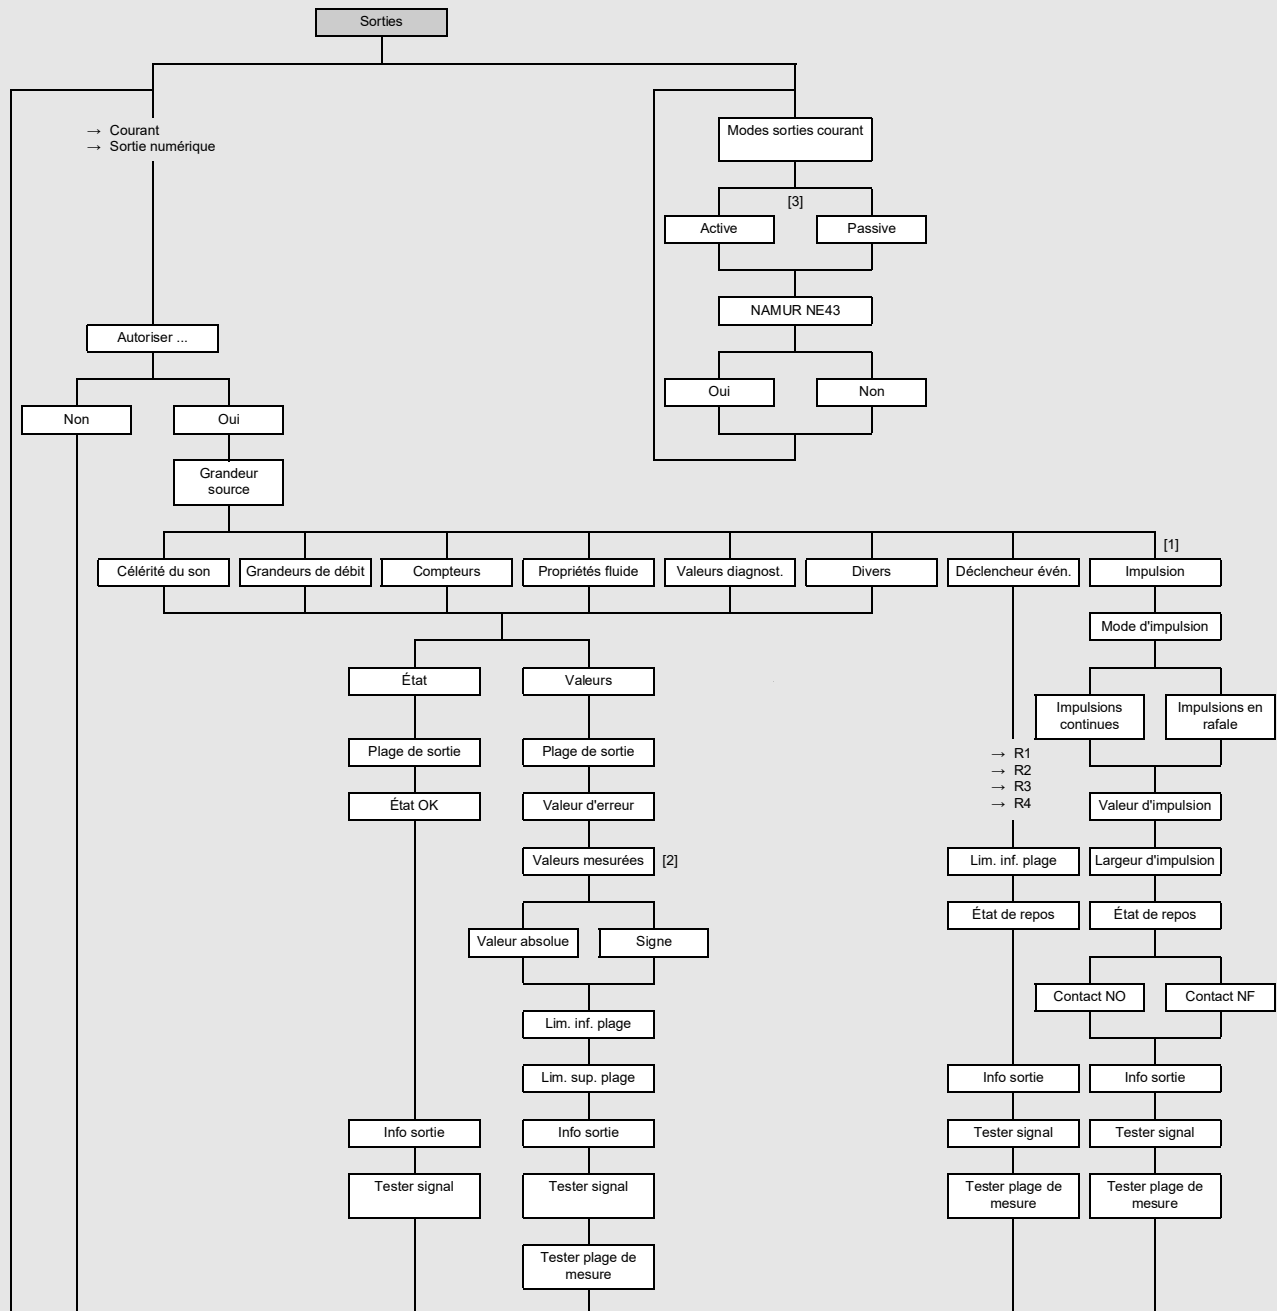 Sorties
→ Courant
→ Sortie numérique
Modes sorties courant
[3]
Active
Passive
NAMUR NE43
Autoriser ...
Oui
Non
Non
Oui
Grandeur
source
[1]
Célérité du son
Grandeurs de débit
Compteurs
Propriétés fluide
Valeurs diagnost.
Divers
Déclencheur évén.
Impulsion
Mode d'impulsion
État
Valeurs
Impulsions
continues
Impulsions en
rafale
Plage de sortie
Plage de sortie
→ R1
→ R2
→ R3
→ R4
État OK
Valeur d'erreur
Valeur d'impulsion
Valeurs mesurées
[2]
Lim. inf. plage
Largeur d'impulsion
État de repos
État de repos
Valeur absolue
Signe
Contact NO
Contact NF
Lim. inf. plage
Lim. sup. plage
Info sortie
Info sortie
Info sortie
Info sortie
Tester signal
Tester signal
Tester signal
Tester signal
Tester plage de
mesure
Tester plage de
mesure
Tester plage de
mesure